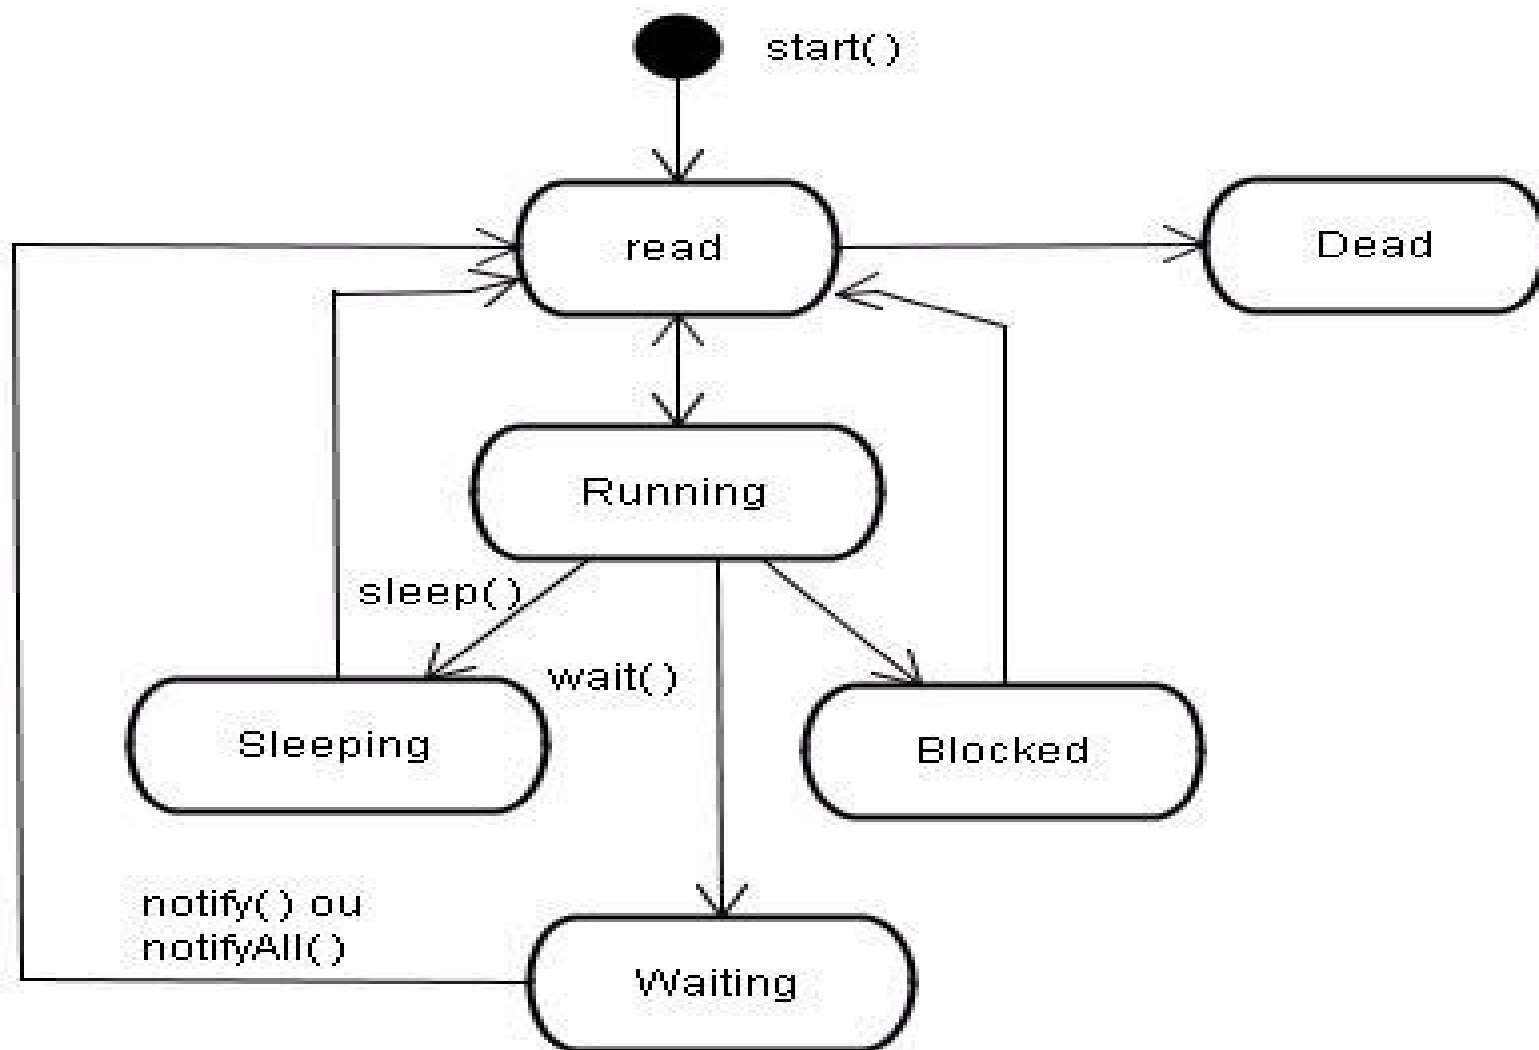 start()
read
Dead
Running
sleep()
wait()
Sleeping
Blocked
notify() ou
notifyAll()
Waiting